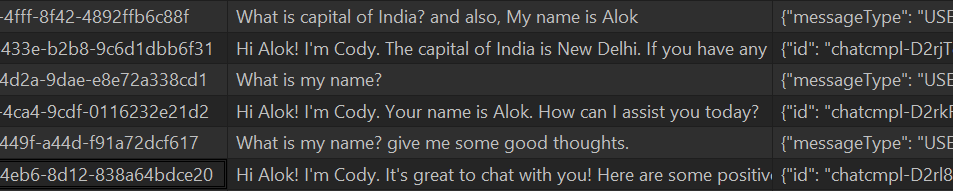 -4fff-8f42-4892ffb6c88f What is capital of India? and also, My name is Alok {"messageType": "USE
433e-b2b8-9c6d1dbb6f31 Hi Alok! I'm Cody. The capital of India is New Delhi. If you have any {"id": "chatcmpl-D2rjT
4d2a-9dae-e8e72a338cd1 What is my name? {"messageType": "USE
-4ca4-9cdf-0116232e21d2 Hi Alok! I'm Cody. Your name is Alok. How can I assist you today? {"id": "chatcmpl-D2rkF
449f-a44d-f91a72dcf617 What is my name? give me some good thoughts. {"messageType": "USE
4eb6-8d12-838a64bdce20 Hi Alok! I'm Cody. It's great to chat with you! Here are some positive {"id": "chatcmpl-D2rl8